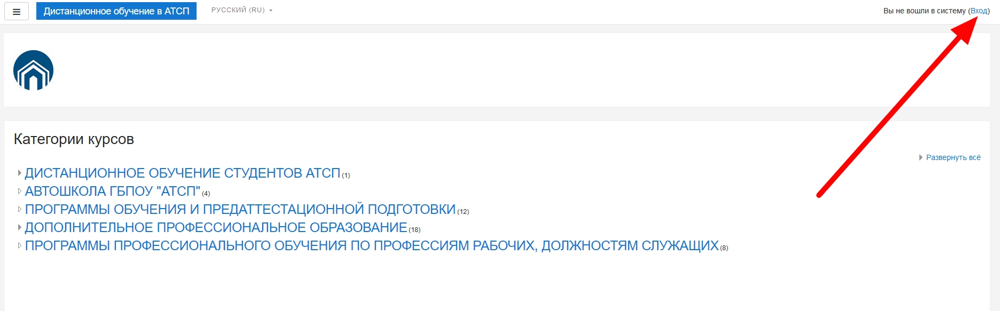 Дистанционное обучение в АТСП
РУССКИЙ (RU)
Вы не вошли в систему (Вход)
Категории курсов
Развернуть всё
ДИСТАНЦИОННОЕ ОБУЧЕНИЕ СТУДЕНТОВ АТСП (1)
АВТОШКОЛА ГБПОУ "АТСП" (4)
ПРОГРАММЫ ОБУЧЕНИЯ И ПРЕДАТТЕСТАЦИОННОЙ ПОДГОТОВКИ (12)
ДОПОЛНИТЕЛЬНОЕ ПРОФЕССИОНАЛЬНОЕ ОБРАЗОВАНИЕ (18)
ПРОГРАММЫ ПРОФЕССИОНАЛЬНОГО ОБУЧЕНИЯ ПО ПРОФЕССИЯМ РАБОЧИХ, ДОЛЖНОСТЯМ СЛУЖАЩИХ (8)